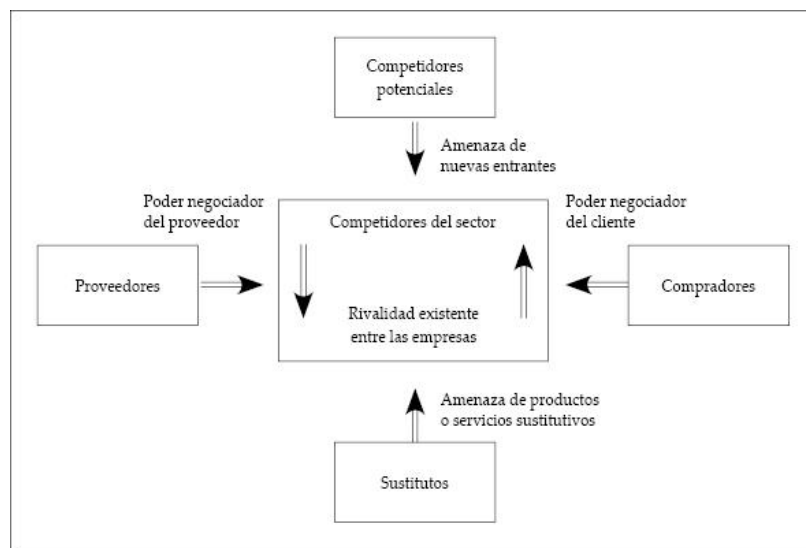 Competidores
potenciales
Amenaza de
nuevas entrantes
Poder negociador
del proveedor
Competidores del sector
Poder negociador
del cliente
Proveedores
Compradores
Rivalidad existente
entre las empresas
Amenaza de productos
o servicios sustitutivos
Sustitutos